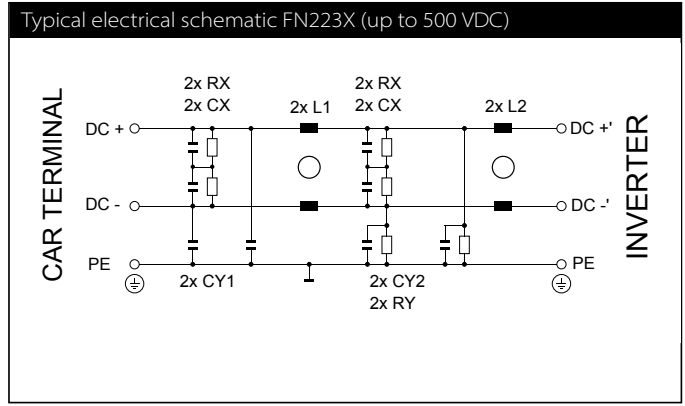 Typical electrical schematic FN223X (up to 500 VDC)
CAR TERMINAL
2x RX
2x CX
2x L1
2x RX
2x CX
2x L2
DC +
DC +'
DC -
DC -'
PE
PE
2x CY1
2x CY2
2x RY
INVERTER